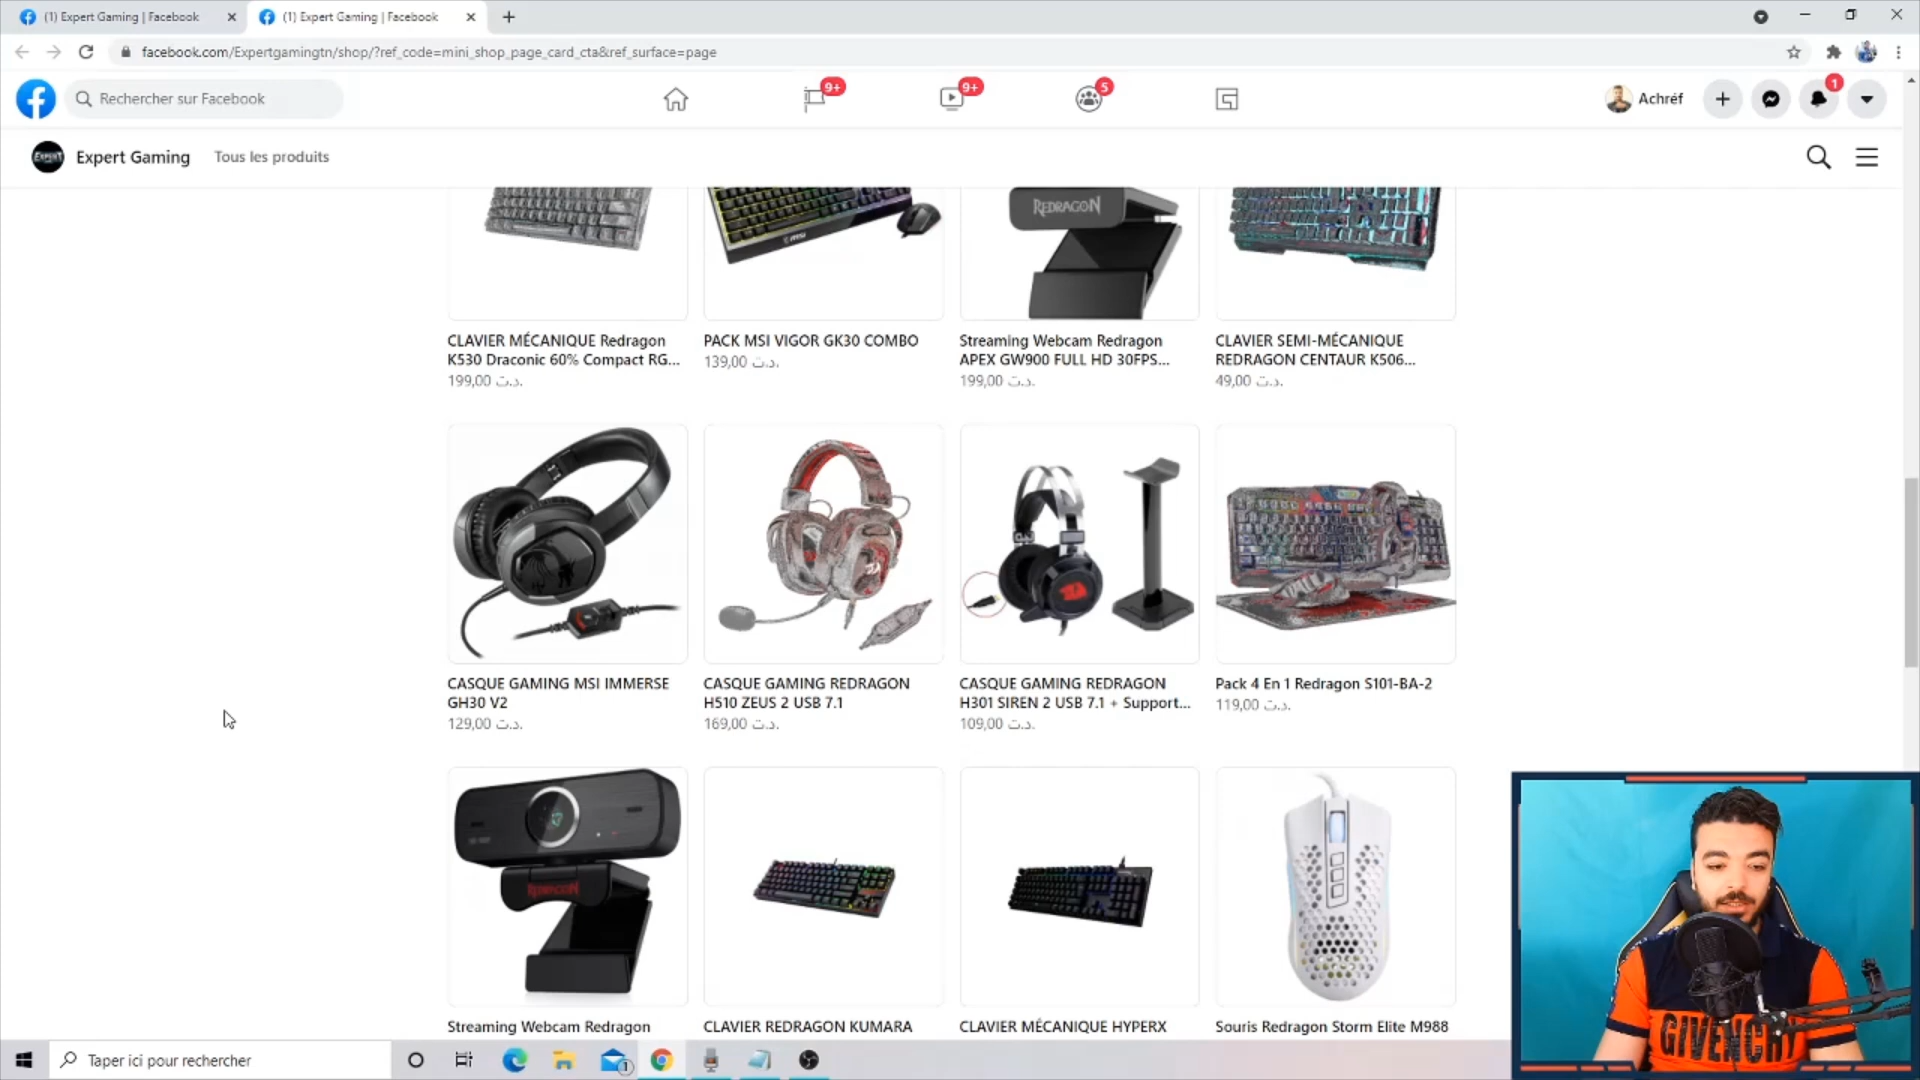 (1) Expert Gaming | Facebook
(1) Expert Gaming | Facebook
facebook.com/Expertgamingtn/shop/?ref_code=mini_shop_page_card_cta&ref_surface=page
Rechercher sur Facebook
9+
9+
5
Achréf
1
EXPERT
Expert Gaming
Tous les produits
msi
REDRAGON
CLAVIER MÉCANIQUE Redragon
K530 Draconic 60% Compact RG...
199,00 د.ت.
PACK MSI VIGOR GK30 COMBO
139,00 د.ت.
Streaming Webcam Redragon
APEX GW900 FULL HD 30FPS...
199,00 د.ت.
CLAVIER SEMI-MÉCANIQUE
REDRAGON CENTAUR K506...
49,00 د.ت.
CASQUE GAMING MSI IMMERSE
GH30 V2
129,00 د.ت.
CASQUE GAMING REDRAGON
H510 ZEUS 2 USB 7.1
169,00 د.ت.
CASQUE GAMING REDRAGON
H301 SIREN 2 USB 7.1 + Support...
109,00 د.ت.
Pack 4 En 1 Redragon S101-BA-2
119,00 د.ت.
REDRAGON
Streaming Webcam Redragon
CLAVIER REDRAGON KUMARA
CLAVIER MÉCANIQUE HYPERX
Souris Redragon Storm Elite M988
GIVENCHY
Taper ici pour rechercher
1